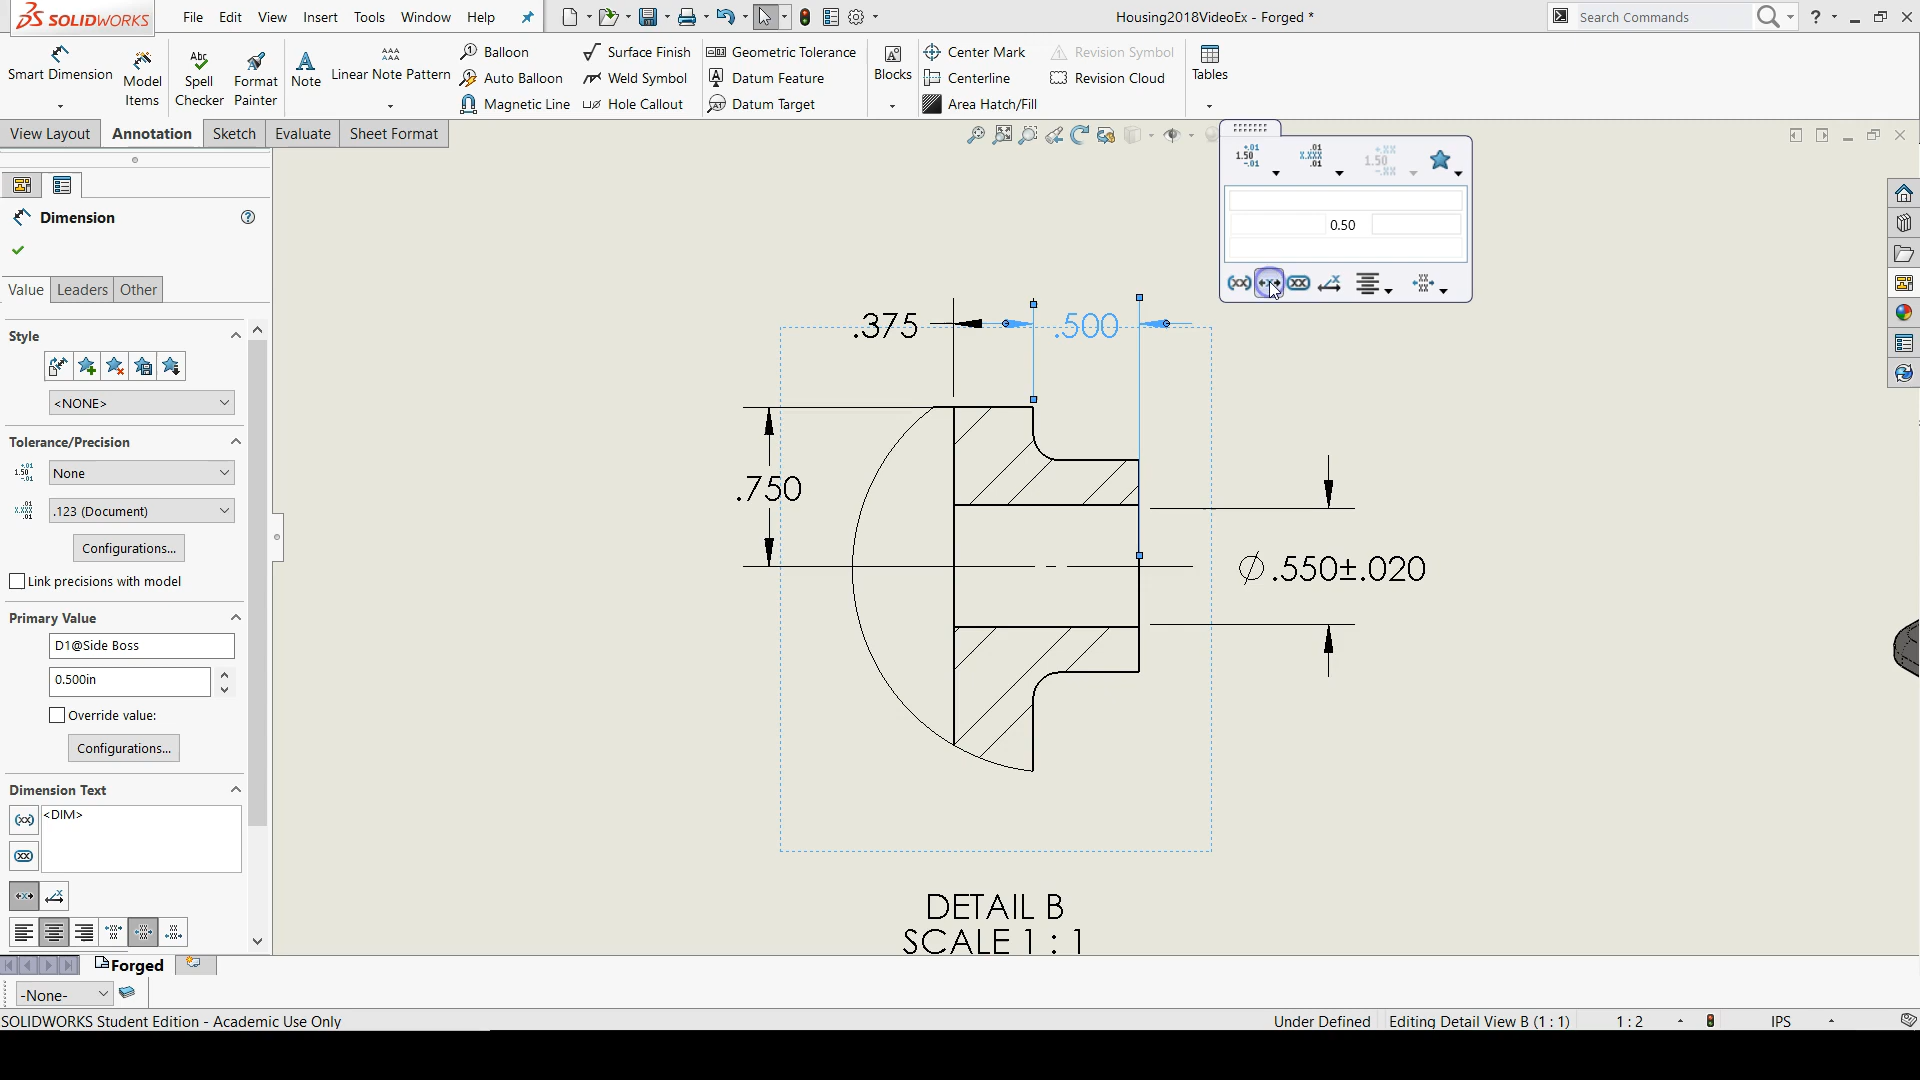 SOLIDWORKS
File Edit View Insert Tools Window Help
Housing2018VideoEx - Forged *
Search Commands
Smart Dimension
Model Items
Spell Checker
Format Painter
Note
Linear Note Pattern
Balloon
Auto Balloon
Magnetic Line
Surface Finish
Weld Symbol
Hole Callout
Geometric Tolerance
Datum Feature
Datum Target
Blocks
Center Mark
Centerline
Area Hatch/Fill
Revision Symbol
Revision Cloud
Tables
View Layout Annotation Sketch Evaluate Sheet Format
Dimension
Value Leaders Other
Style
<NONE>
Tolerance/Precision
None
.123 (Document)
Configurations...
Link precisions with model
Primary Value
D1@Side Boss
0.500in
Override value:
Configurations...
Dimension Text
<DIM>
0.50
.375
.500
.750
∅.550±.020
DETAIL B
SCALE 1 : 1
Forged
-None-
SOLIDWORKS Student Edition - Academic Use Only
Under Defined Editing Detail View B (1 : 1) 1 : 2 IPS